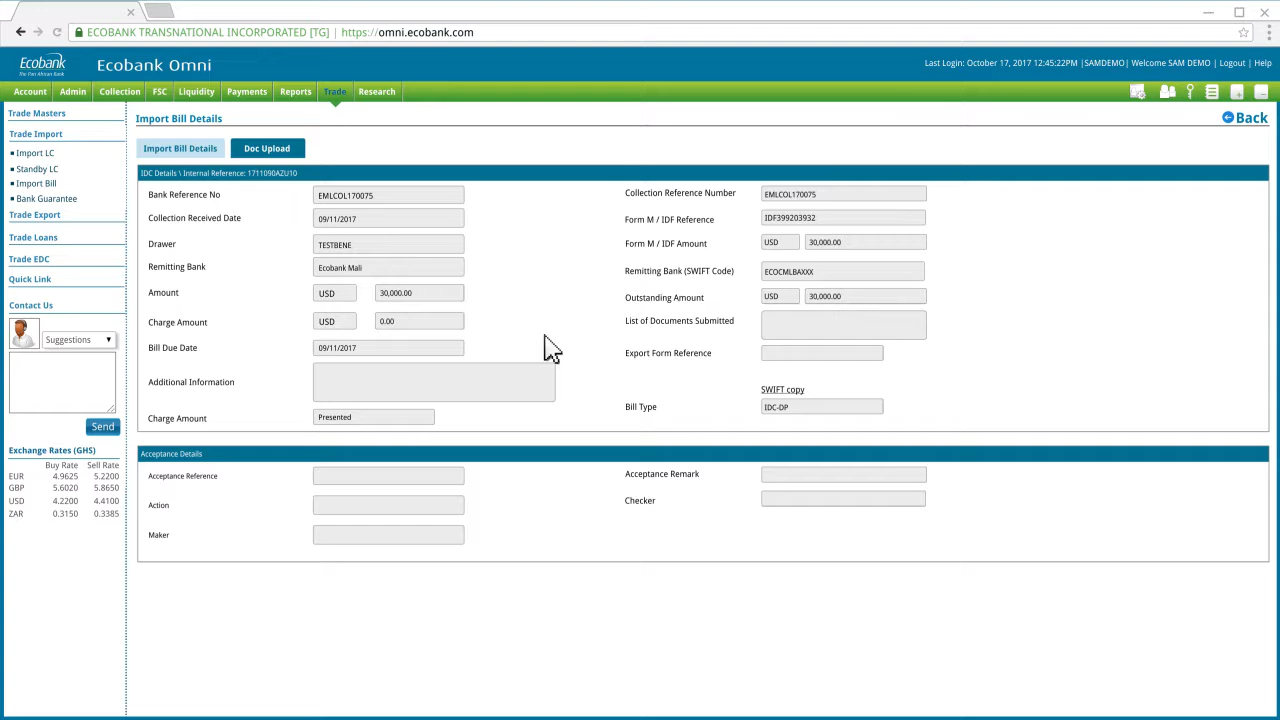 ECOBANK TRANSNATIONAL INCORPORATED [TG] | https://omni.ecobank.com
Ecobank
The Pan African Bank
Ecobank Omni
Last Login: October 17, 2017 12:45:22PM |SAMDEMO| Welcome SAM DEMO | Logout | Help
Account Admin Collection FSC Liquidity Payments Reports Trade Research
Trade Masters
Trade Import
Import LC
Standby LC
Import Bill
Bank Guarantee
Trade Export
Trade Loans
Trade EDC
Quick Link
Contact Us
Suggestions
Send
Exchange Rates (GHS)
Buy Rate Sell Rate
EUR 4.9625 5.2200
GBP 5.6020 5.8650
USD 4.2200 4.4100
ZAR 0.3150 0.3385
Import Bill Details
Back
Import Bill Details Doc Upload
IDC Details \ Internal Reference: 1711090AZU10
Bank Reference No EMLCOL170075
Collection Received Date 09/11/2017
Drawer TESTBENE
Remitting Bank Ecobank Mali
Amount USD 30,000.00
Charge Amount USD 0.00
Bill Due Date 09/11/2017
Additional Information
Charge Amount Presented
Collection Reference Number EMLCOL170075
Form M / IDF Reference IDF399203932
Form M / IDF Amount USD 30,000.00
Remitting Bank (SWIFT Code) ECOCMLBAXXX
Outstanding Amount USD 30,000.00
List of Documents Submitted
Export Form Reference
SWIFT copy
Bill Type IDC-DP
Acceptance Details
Acceptance Reference
Action
Maker
Acceptance Remark
Checker